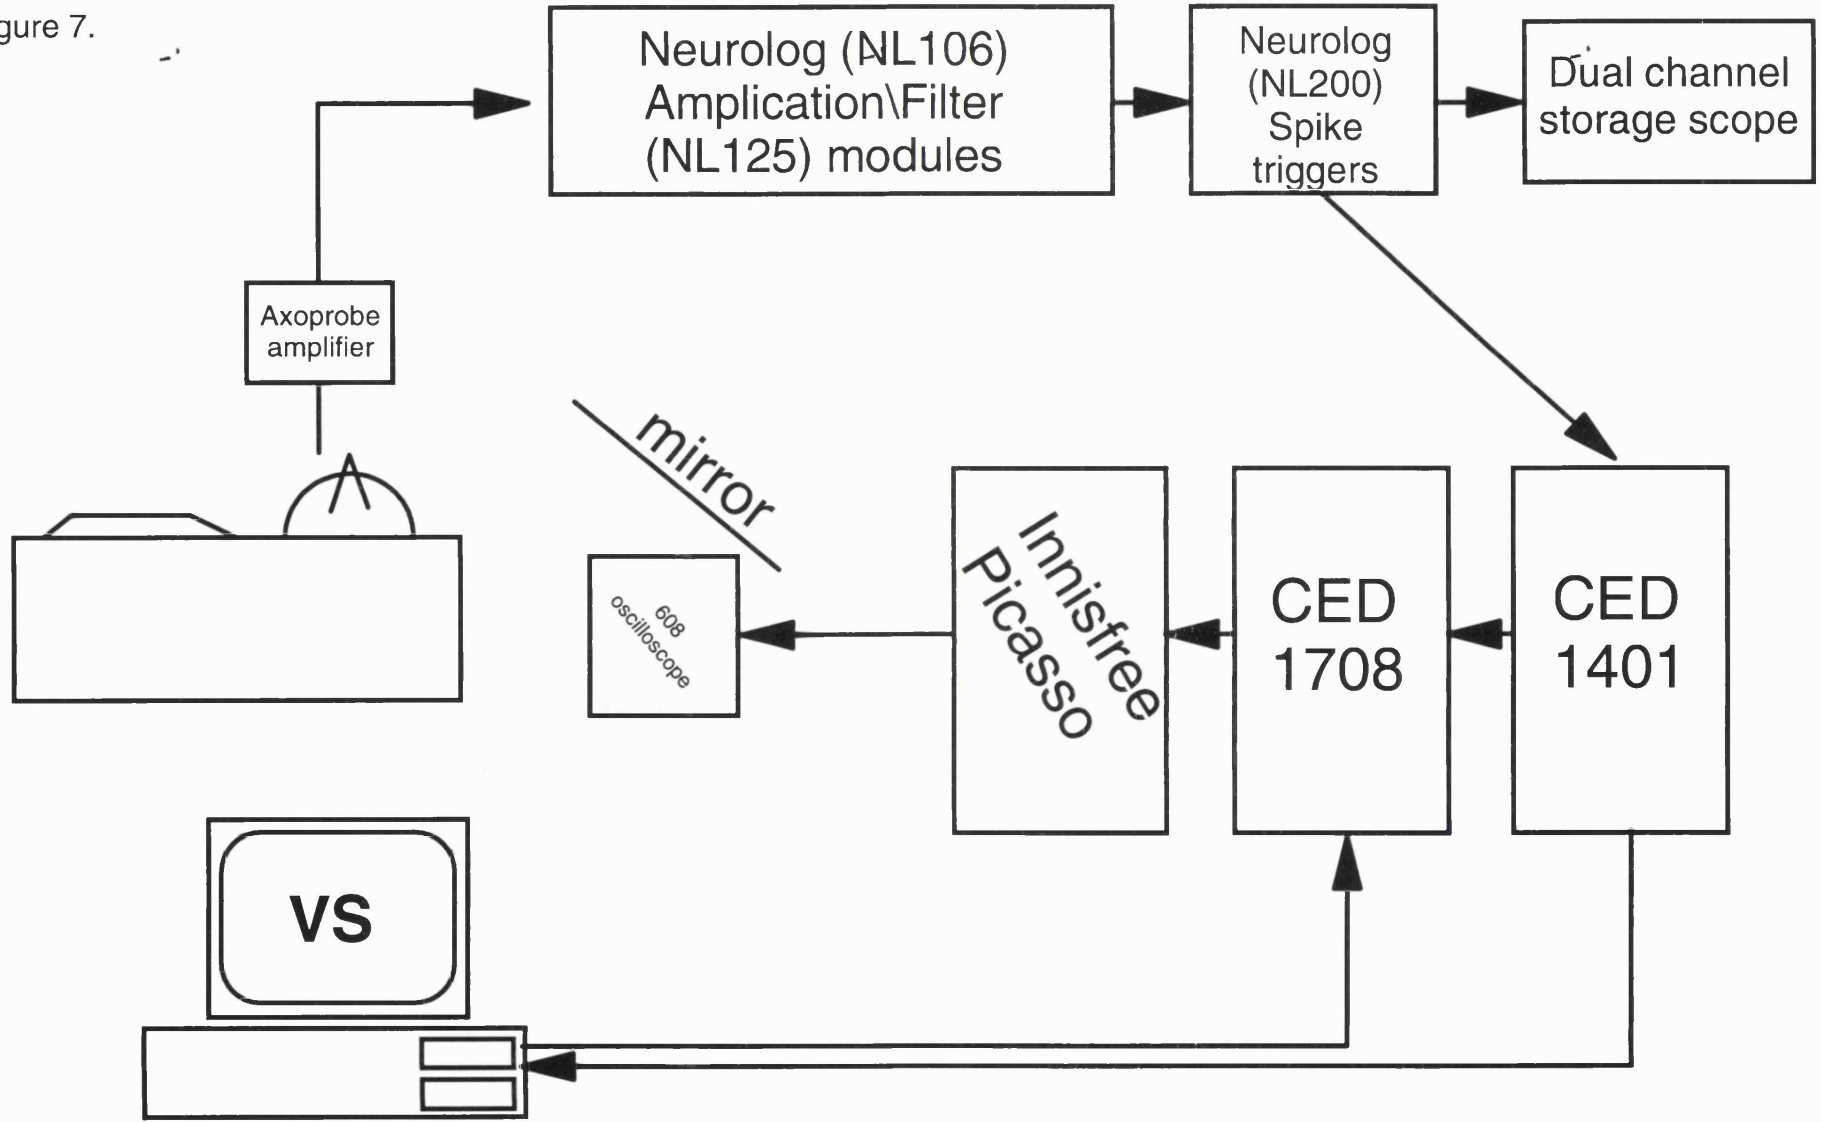 gure 7.
Neurolog (NL106)
Amplication\Filter
(NL125) modules
Neurolog
(NL200)
Spike
triggers
Dual channel
storage scope
Axoprobe
amplifier
mirror
608
oscilloscope
Innisfree
Picasso
CED
1708
CED
1401
VS